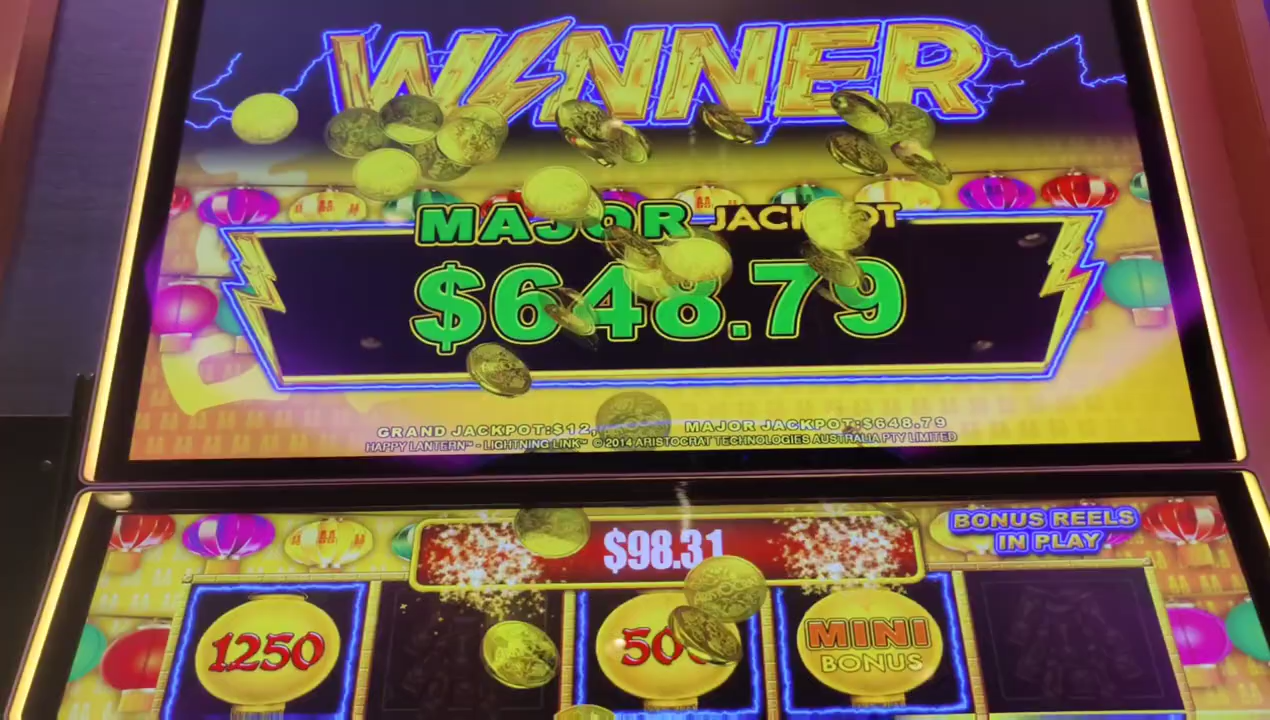 WINNER
MAJOR JACKPOT
$648.79
GRAND JACKPOT:$12, MAJOR JACKPOT:$648.79
HAPPY LANTERN™ - LIGHTNING LINK™ © 2014 ARISTOCRAT TECHNOLOGIES AUSTRALIA PTY LIMITED
BONUS REELS
IN PLAY
$98.31
1250
MINI
BONUS